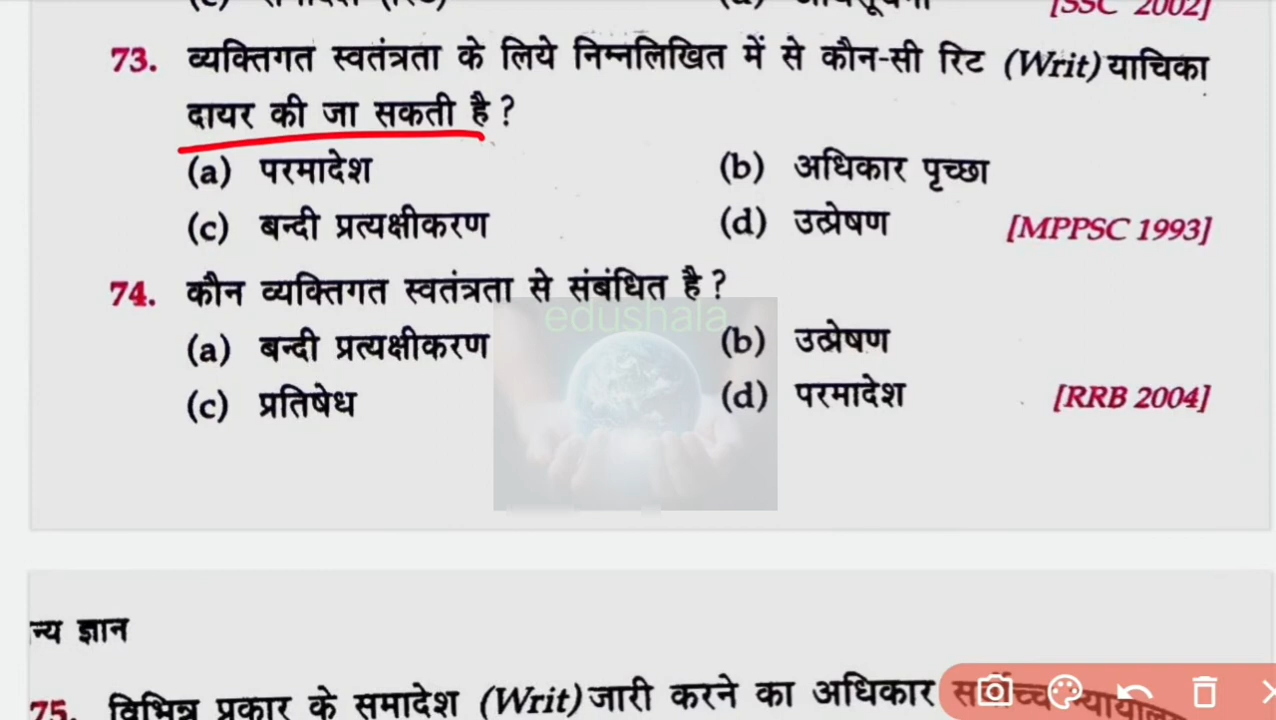 [SSC 2002]
73. व्यक्तिगत स्वतंत्रता के लिये निम्नलिखित में से कौन-सी रिट (Writ) याचिका
दायर की जा सकती है ?
(a) परमादेश (b) अधिकार पृच्छा
(c) बन्दी प्रत्यक्षीकरण (d) उत्प्रेषण [MPPSC 1993]
74. कौन व्यक्तिगत स्वतंत्रता से संबंधित है ?
edushala
(a) बन्दी प्रत्यक्षीकरण (b) उत्प्रेषण
(c) प्रतिषेध (d) परमादेश [RRB 2004]
न्य ज्ञान
75. विभिन्न प्रकार के समादेश (Writ) जारी करने का अधिकार